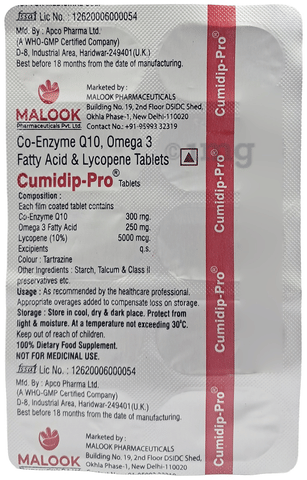 fssai Lic No. : 12620006000054
Mfd. By : Apco Pharma Ltd.
(A WHO-GMP Certified Company)
D-8, Industrial Area, Haridwar-249401(U.K.)
Best before 18 months from the date of manufacturing.
MALOOK
Pharmaceuticals Pvt. Ltd.
Marketed by :
MALOOK PHARMACEUTICALS
Building No. 19, 2nd Floor DSIDC Shed,
Okhla Phase-1, New Delhi-110020
Contact No.: +91-95993 32319
Co-Enzyme Q10, Omega 3
Fatty Acid & Lycopene Tablets
Cumidip-Pro® Tablets
Composition :
Each film coated tablet contains
Co-Enzyme Q10 300 mg.
Omega 3 Fatty Acid 250 mg.
Lycopene (10%) 5000 mcg.
Excipients q.s.
Colour : Tartrazine
Other Ingredients : Starch, Talcum & Class II
preservatives etc.
Usage : As recommended by the healthcare professional.
Appropriate overages added to compensate loss on storage.
Storage : Store in cool, dry & dark place. Protect from
light & moisture. At a temperature not exceeding 30°C.
Keep out of reach of children.
100% Dietary Food Supplement.
NOT FOR MEDICINAL USE.
fssai Lic No. : 12620006000054
Mfd. By : Apco Pharma Ltd.
(A WHO-GMP Certified Company)
D-8, Industrial Area, Haridwar-249401(U.K.)
Best before 18 months from the date of manufacturing.
MALOOK
Pharmaceuticals Pvt. Ltd.
Marketed by :
MALOOK PHARMACEUTICALS
Building No. 19, 2nd Floor DSIDC Shed,
Okhla Phase-1, New Delhi-110020
Cumidip-Pro®
Cumidip-Pro®
Cumidip-Pro®
Cumidip-Pro®